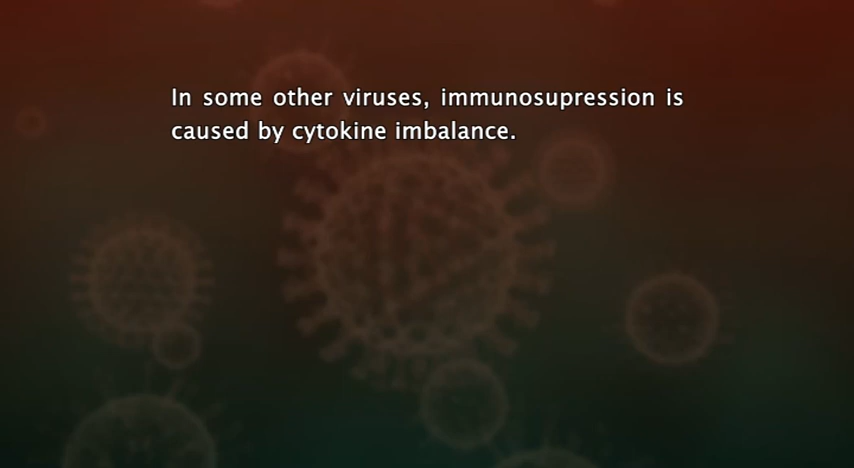 In some other viruses, immunosupression is
caused by cytokine imbalance.